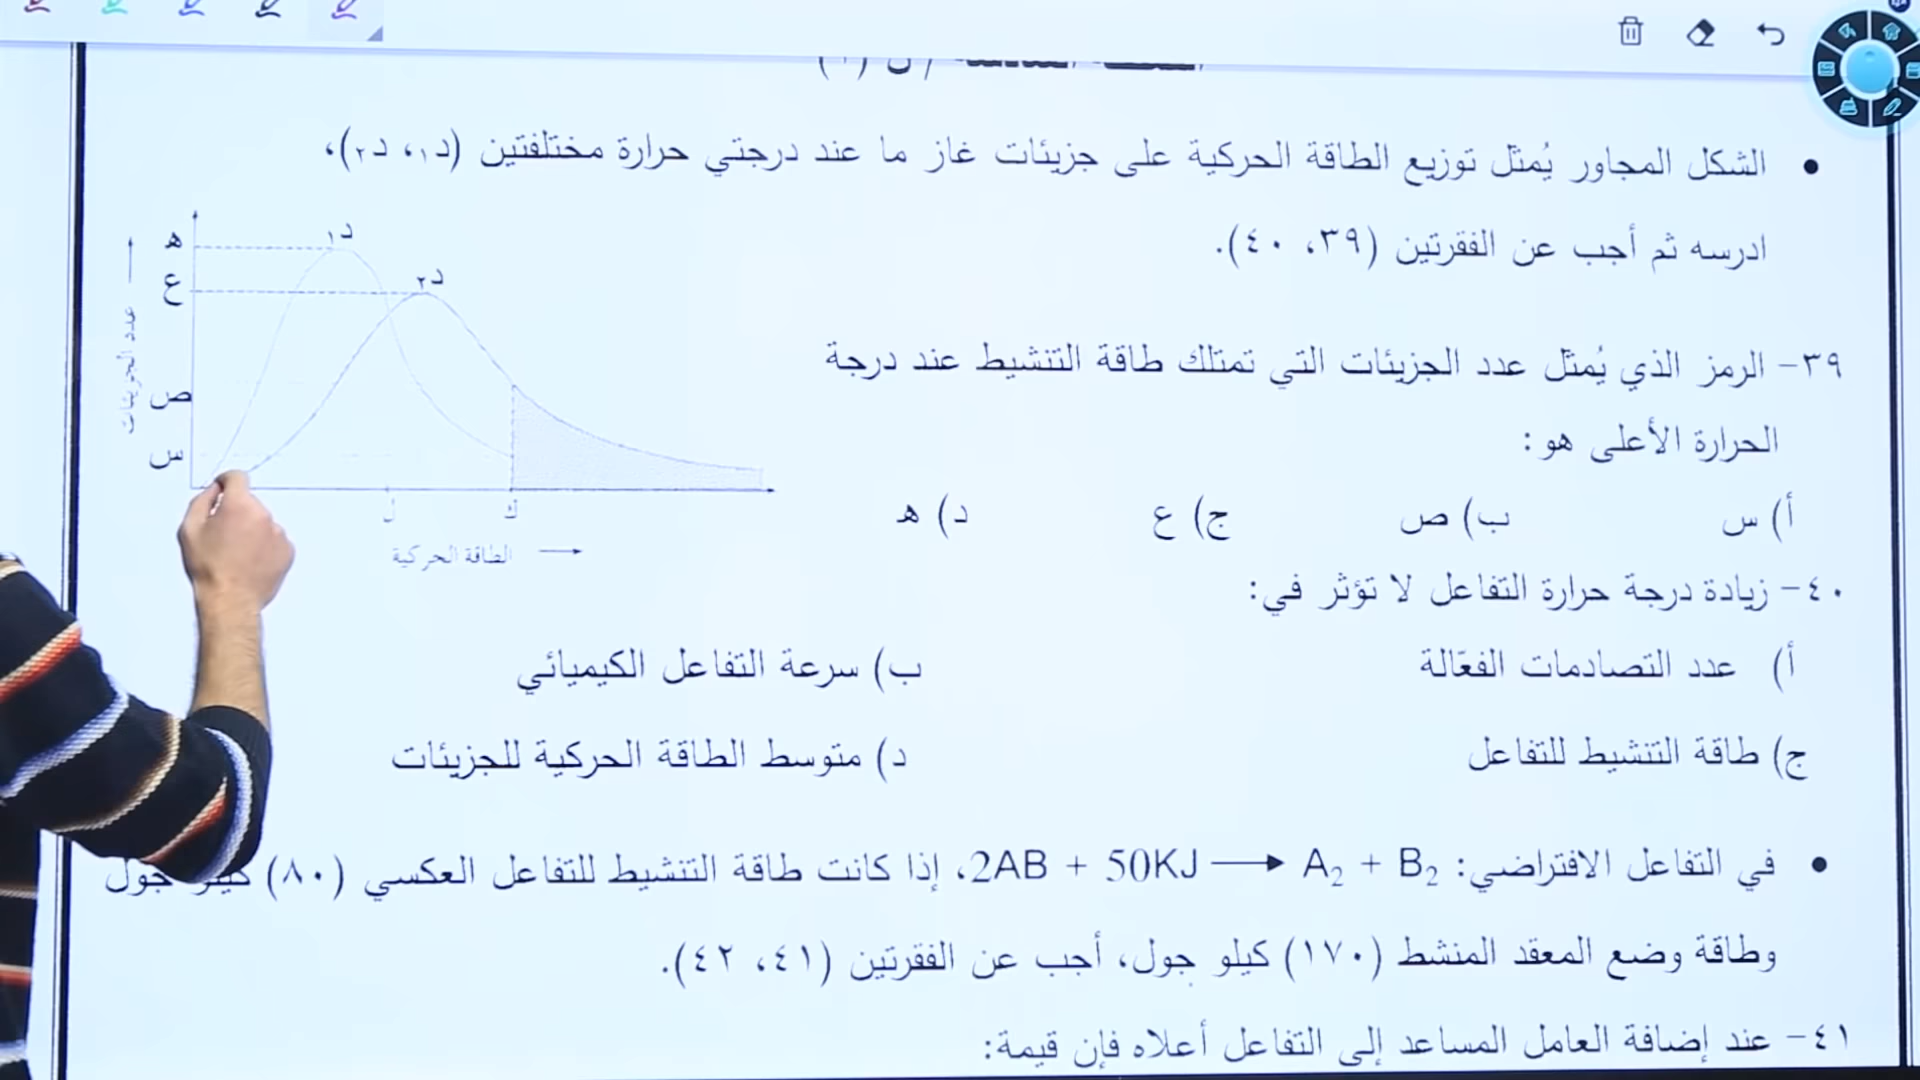 • الشكل المجاور يُمثل توزيع الطاقة الحركية على جزيئات غاز ما عند درجتي حرارة مختلفتين (د١، د٢)،
ادرسه ثم أجب عن الفقرتين (٣٩، ٤٠).
هـ
ع
ص
س
د١
د٢
عدد الجزيئات
ل
ك
الطاقة الحركية
٣٩- الرمز الذي يُمثل عدد الجزيئات التي تمتلك طاقة التنشيط عند درجة
الحرارة الأعلى هو:
أ) س ب) ص ج) ع د) هـ
٤٠- زيادة درجة حرارة التفاعل لا تؤثر في:
أ) عدد التصادمات الفعّالة ب) سرعة التفاعل الكيميائي
ج) طاقة التنشيط للتفاعل د) متوسط الطاقة الحركية للجزيئات
• في التفاعل الافتراضي: A₂ + B₂ ⟵ 2AB + 50KJ، إذا كانت طاقة التنشيط للتفاعل العكسي (٨٠) جول
وطاقة وضع المعقد المنشط (١٧٠) كيلو جول، أجب عن الفقرتين (٤١، ٤٢).
٤١- عند إضافة العامل المساعد إلى التفاعل أعلاه فإن قيمة: